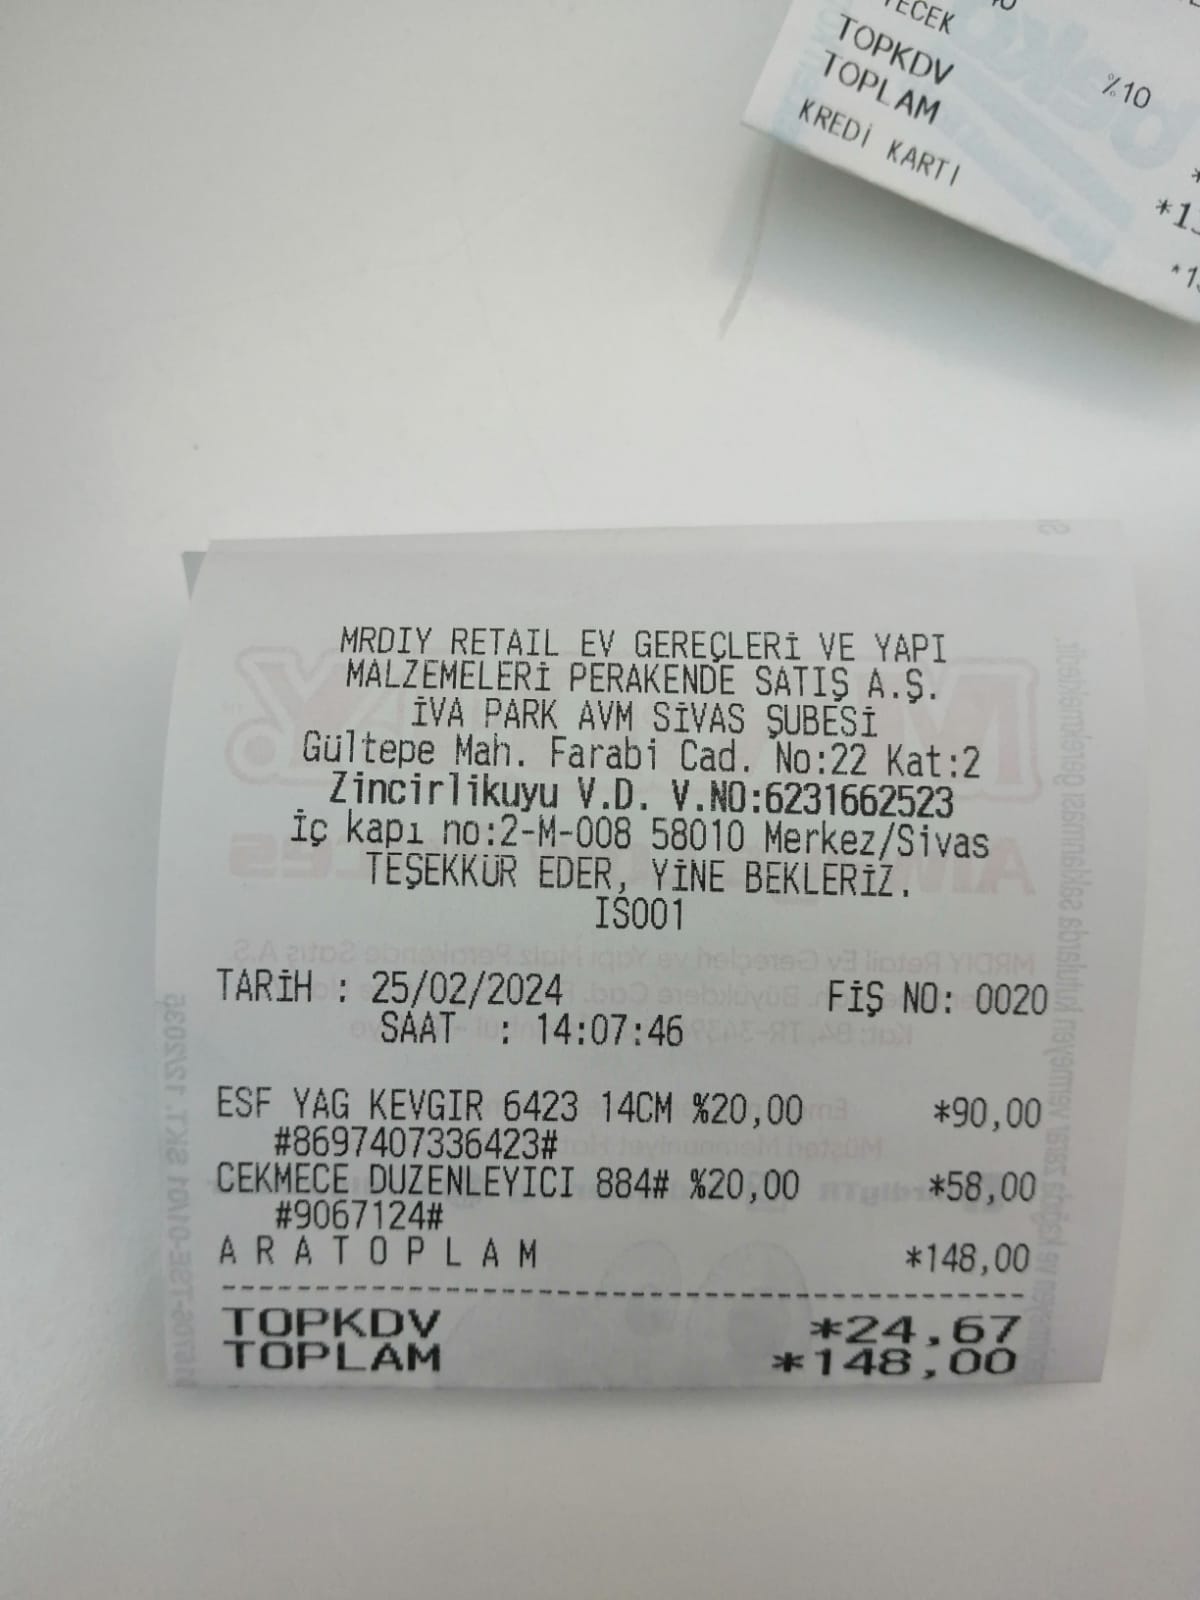 TOPKDV
TOPLAM
KREDİ KARTI
%10
MRDIY RETAIL EV GEREÇLERİ VE YAPI
MALZEMELERİ PERAKENDE SATIŞ A.Ş.
İVA PARK AVM SİVAS ŞUBESİ
Gültepe Mah. Farabi Cad. No:22 Kat:2
Zincirlikuyu V.D. V.NO:6231662523
İç kapı no:2-M-008 58010 Merkez/Sivas
TEŞEKKÜR EDER, YİNE BEKLERİZ.
IS001
TARİH : 25/02/2024 FİŞ NO: 0020
SAAT : 14:07:46
ESF YAG KEVGIR 6423 14CM %20,00 *90,00
#8697407336423#
CEKMECE DUZENLEYICI 884# %20,00 *58,00
#9067124#
A R A T O P L A M *148,00
TOPKDV *24,67
TOPLAM *148,00